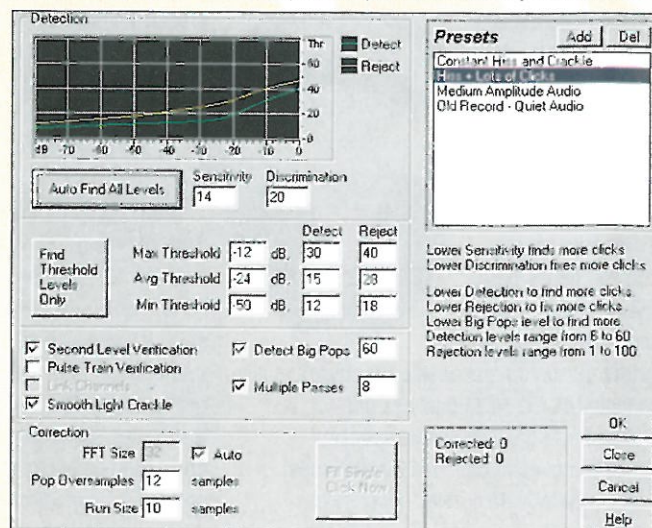 Detection
Thr
-60
-40
-20
-0
dB -70 -60 -50 -40 -30 -20 -10 0
Detect
Reject
Auto Find All Levels
Sensitivity
14
Discrimination
20
Find Threshold Levels Only
Detect Reject
Max Threshold -12 dB, 30 40
Avg Threshold -24 dB, 15 28
Min Threshold -50 dB, 12 18
Second Level Verification
Pulse Train Verification
Link Channels
Smooth Light Crackle
Detect Big Pops 60
Multiple Passes 8
Correction
FFT Size 32 Auto
Pop Oversamples 12 samples
Run Size 10 samples
Click Now
Presets
Add Del
Constant Hiss and Crackle
Hiss + Lots of Clicks
Medium Amplitude Audio
Old Record - Quiet Audio
Lower Sensitivity finds more clicks
Lower Discrimination fixes more clicks
Lower Detection to find more clicks.
Lower Rejection to fix more clicks.
Lower Big Pops level to find more
Detection levels range from 6 to 60
Rejection levels range from 1 to 100
Corrected: 0
Rejected: 0
OK
Close
Cancel
Help